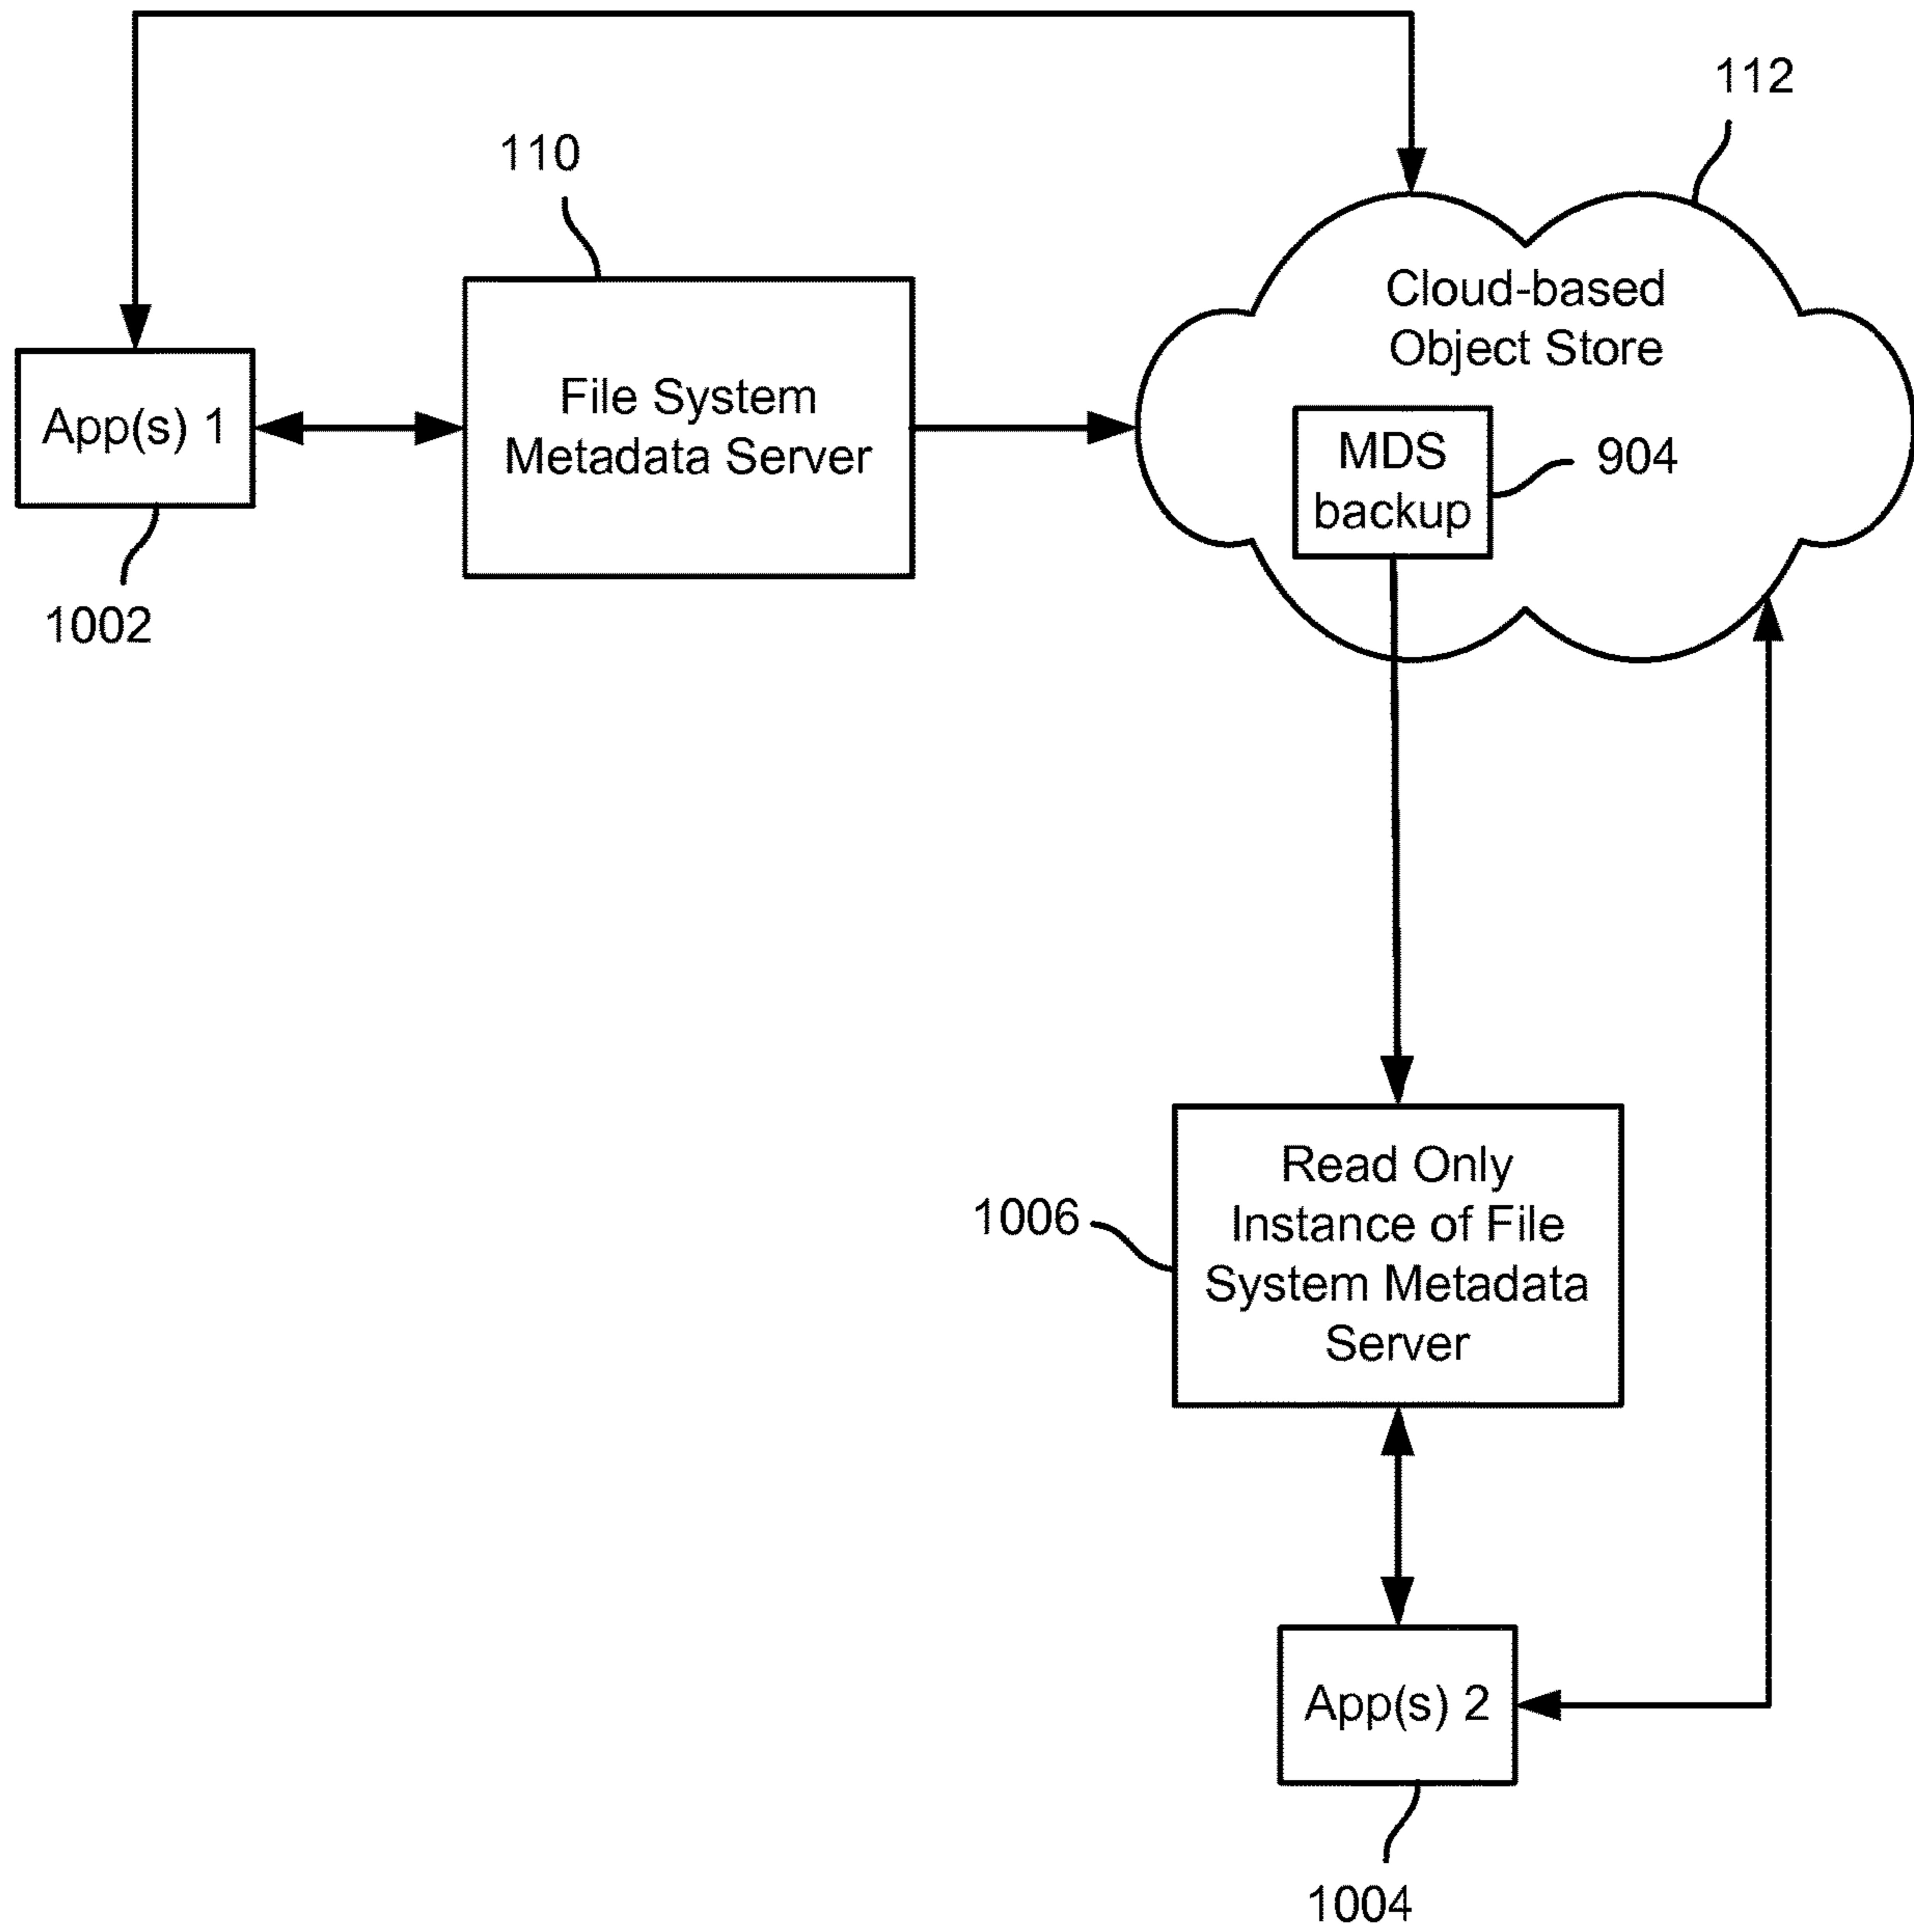 112
110
Cloud-based
Object Store
File System
Metadata Server
App(s) 1
MDS
backup
904
1002
Read Only
Instance of File
System Metadata
Server
1006
App(s) 2
1004